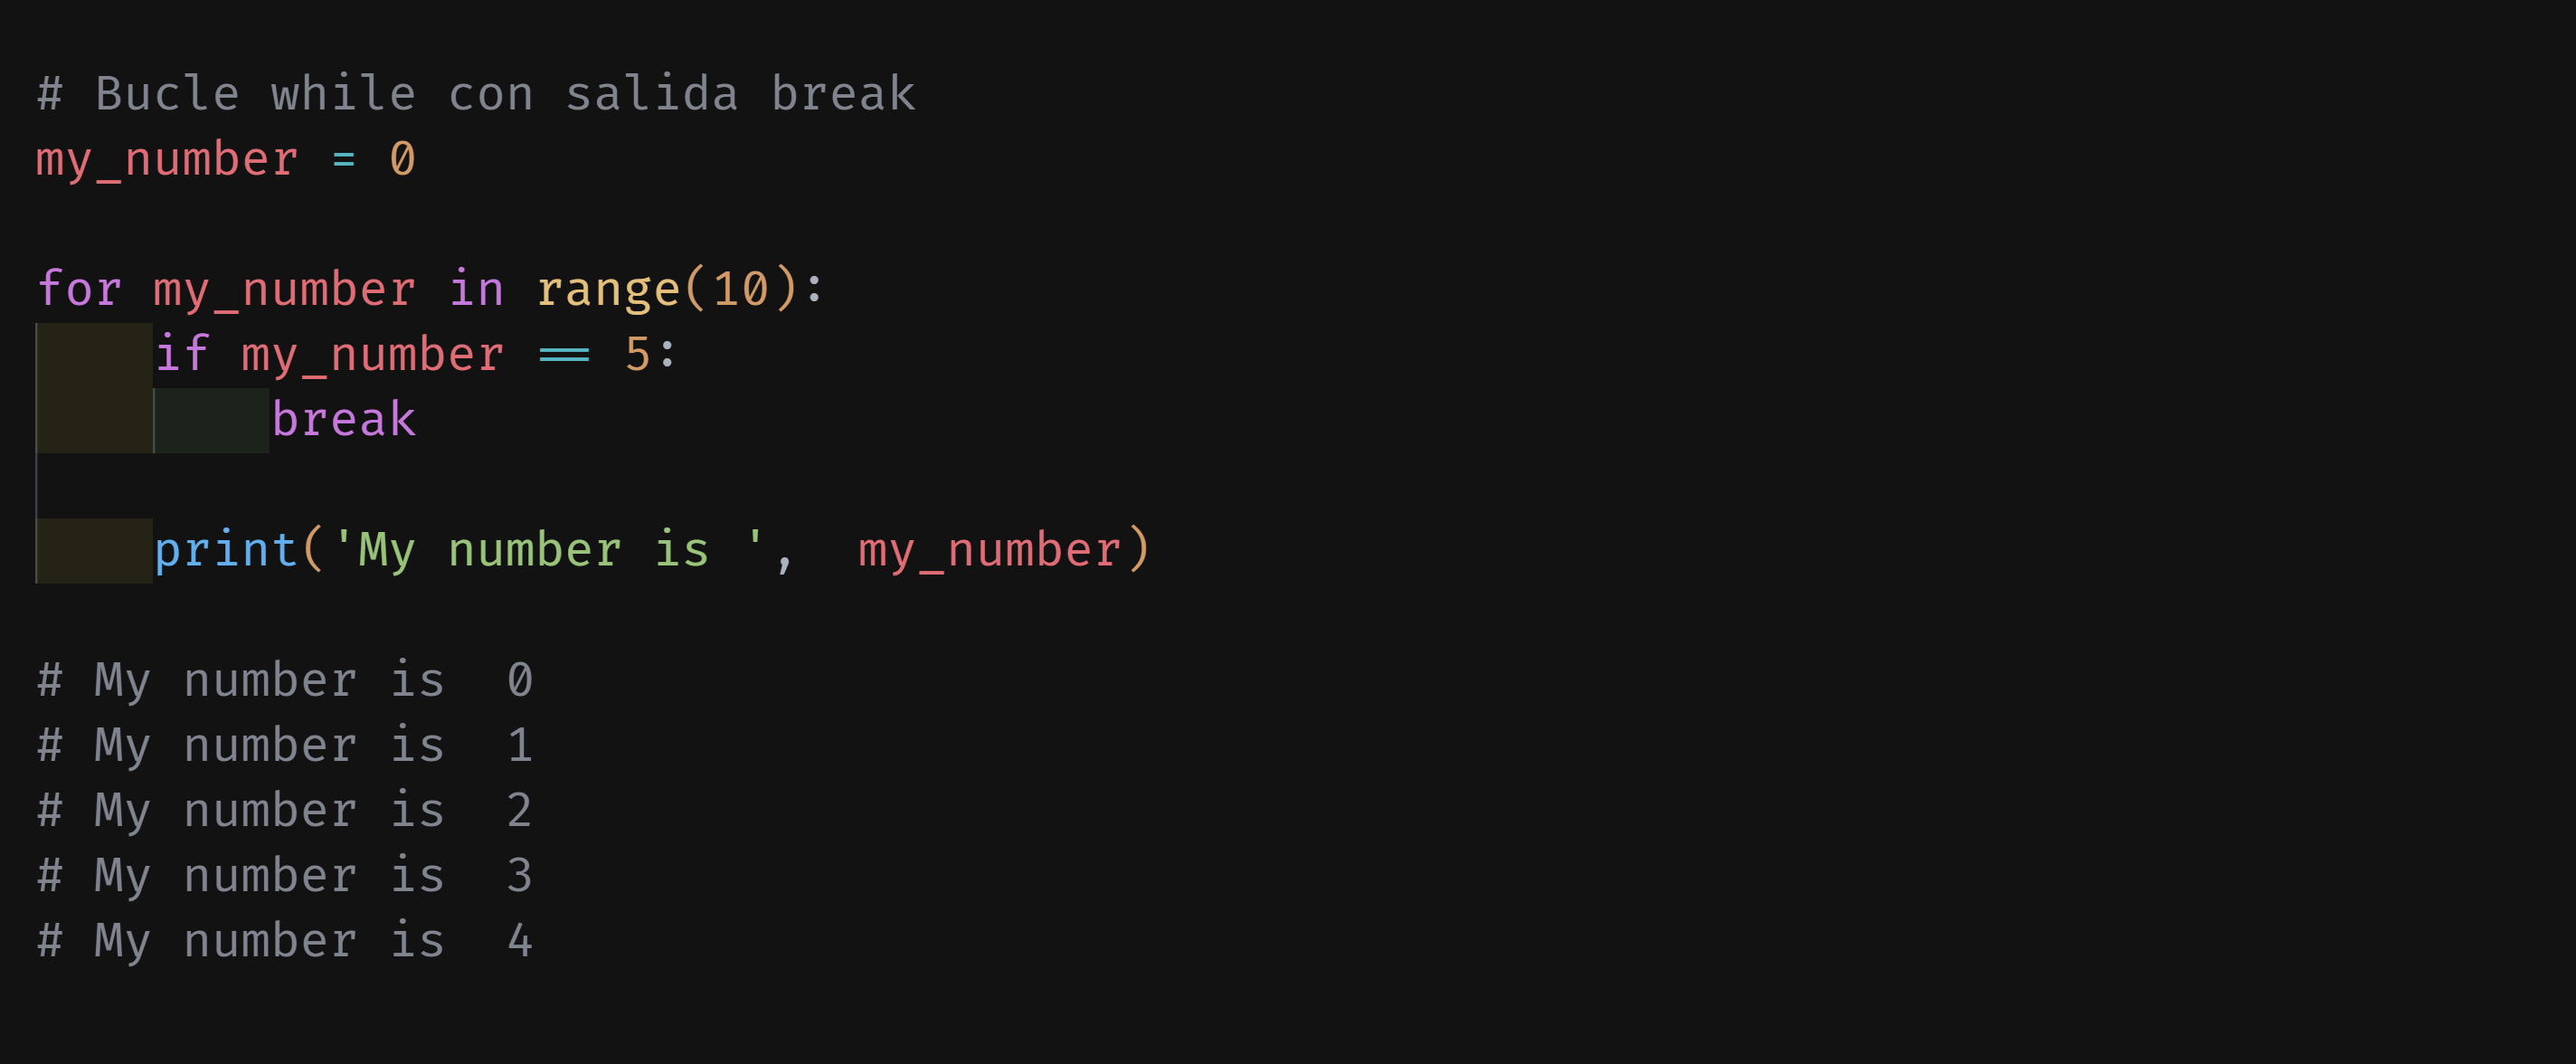 # Bucle while con salida break
my_number = 0
for my_number in range(10):
    if my_number == 5:
        break
    print('My number is ',  my_number)
# My number is  0
# My number is  1
# My number is  2
# My number is  3
# My number is  4